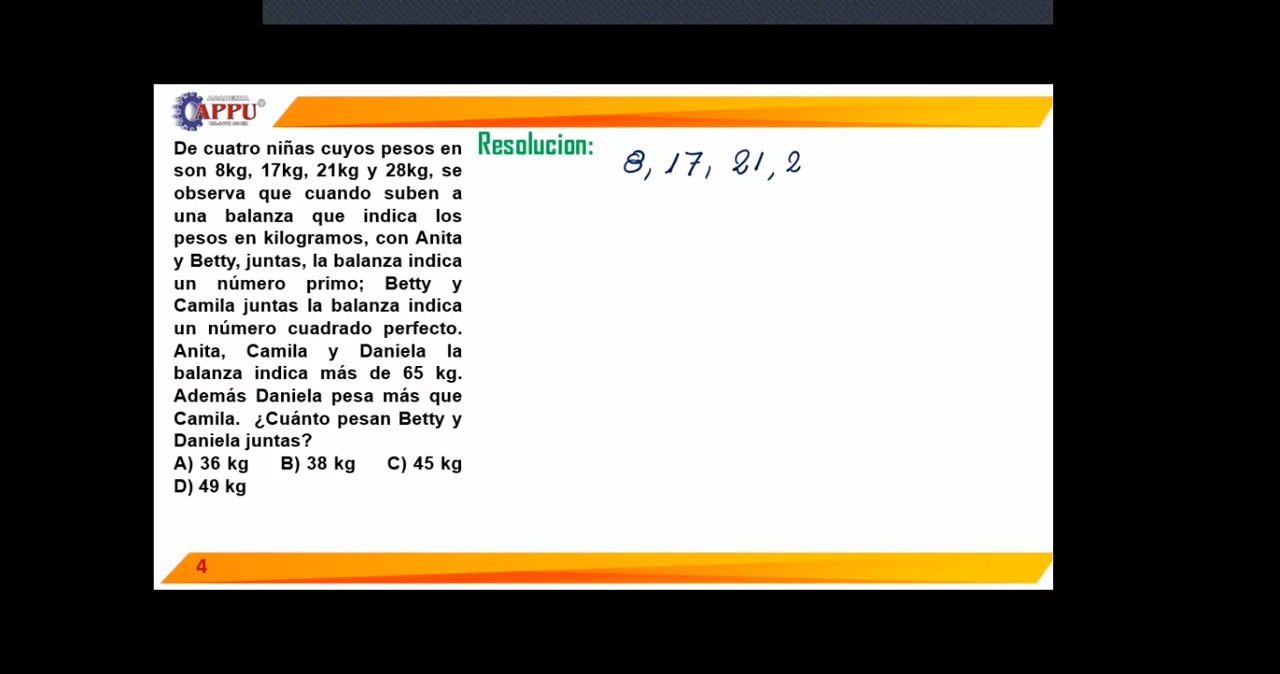 ACADEMIA
APPU
Resolucion:
8, 17, 21, 2
De cuatro niñas cuyos pesos en
son 8kg, 17kg, 21kg y 28kg, se
observa que cuando suben a
una balanza que indica los
pesos en kilogramos, con Anita
y Betty, juntas, la balanza indica
un número primo; Betty y
Camila juntas la balanza indica
un número cuadrado perfecto.
Anita, Camila y Daniela la
balanza indica más de 65 kg.
Además Daniela pesa más que
Camila. ¿Cuánto pesan Betty y
Daniela juntas?
A) 36 kg B) 38 kg C) 45 kg
D) 49 kg
4